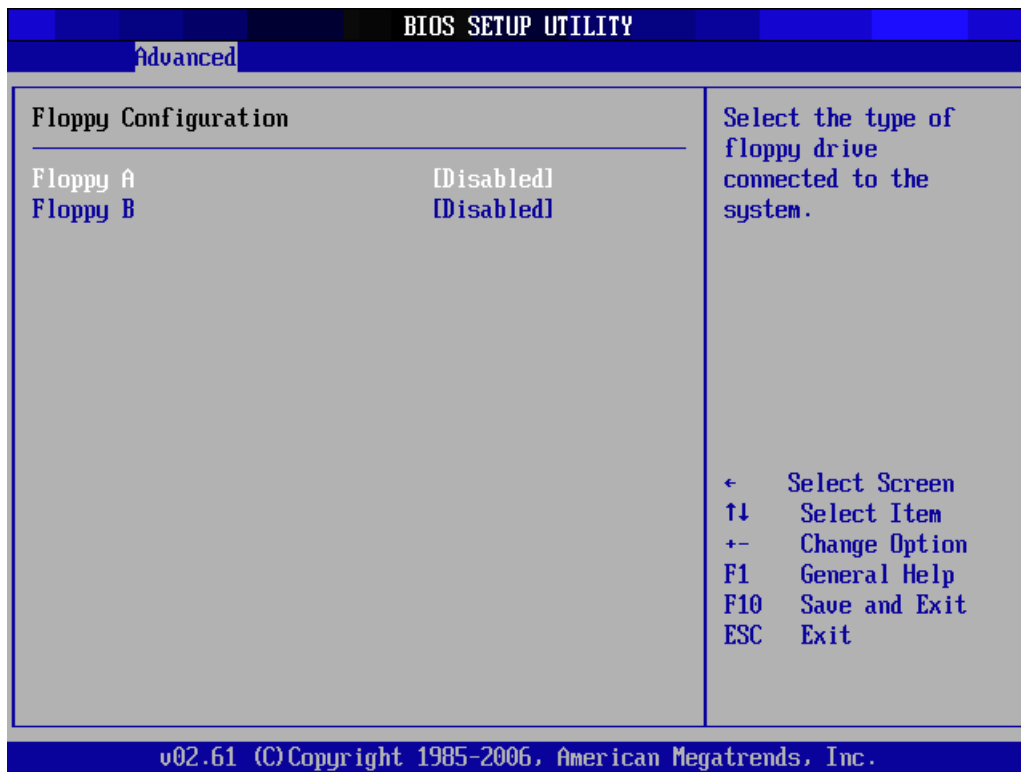 BIOS SETUP UTILITY
Advanced
Floppy Configuration
Floppy A [Disabled]
Floppy B [Disabled]
Select the type of
floppy drive
connected to the
system.
← Select Screen
↑↓ Select Item
+- Change Option
F1 General Help
F10 Save and Exit
ESC Exit
v02.61 (C)Copyright 1985-2006, American Megatrends, Inc.